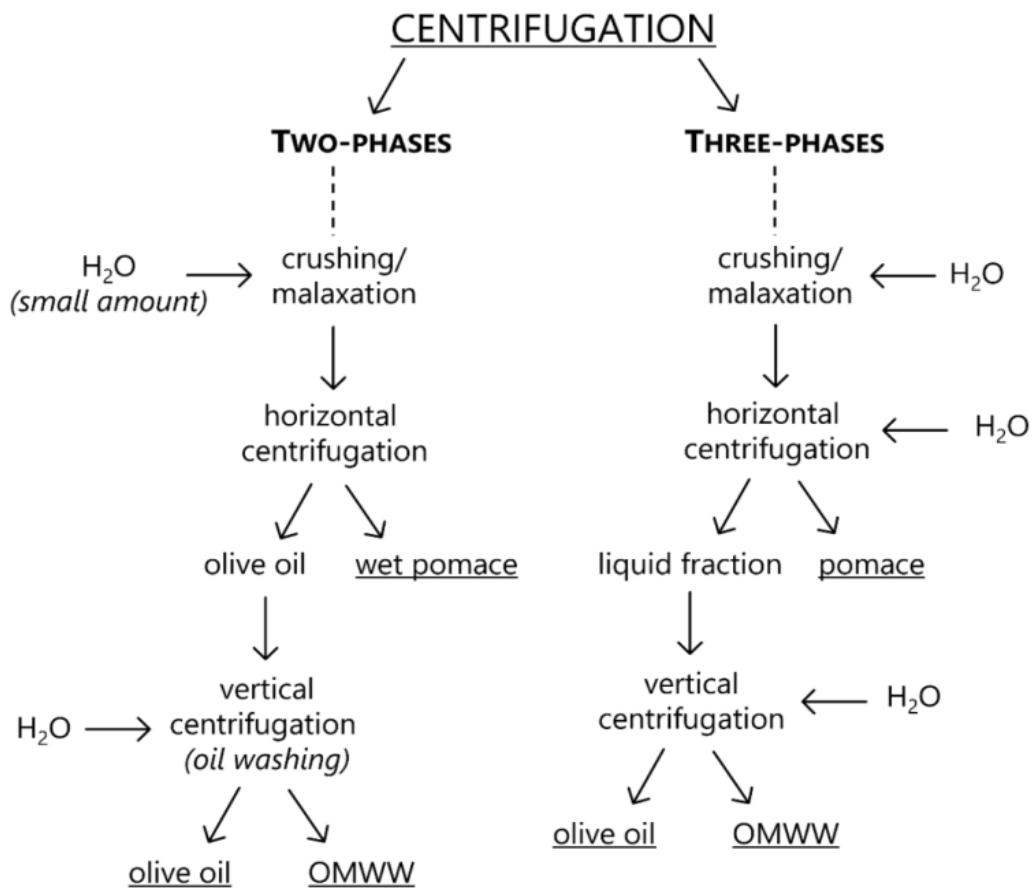 CENTRIFUGATION
TWO-PHASES
THREE-PHASES
H₂O
(small amount)
crushing/
malaxation
crushing/
malaxation
H₂O
horizontal
centrifugation
horizontal
centrifugation
H₂O
olive oil
wet pomace
liquid fraction
pomace
H₂O
vertical
centrifugation
(oil washing)
vertical
centrifugation
H₂O
olive oil
OMWW
olive oil
OMWW